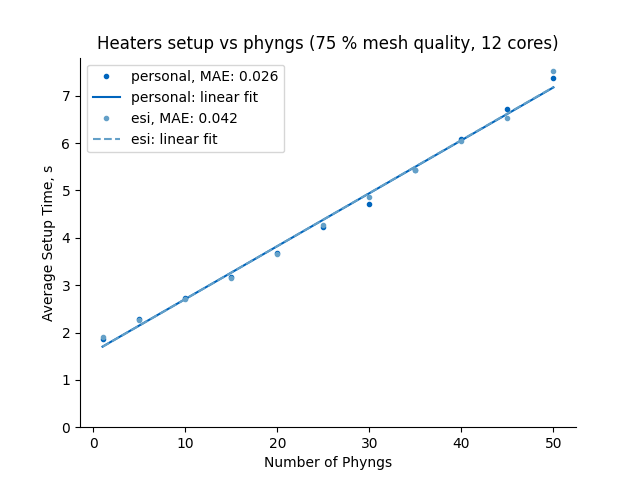 Heaters setup vs phyngs (75 % mesh quality, 12 cores)
personal, MAE: 0.026
personal: linear fit
esi, MAE: 0.042
esi: linear fit
7
6
5
4
3
2
1
0
Average Setup Time, s
0 10 20 30 40 50
Number of Phyngs